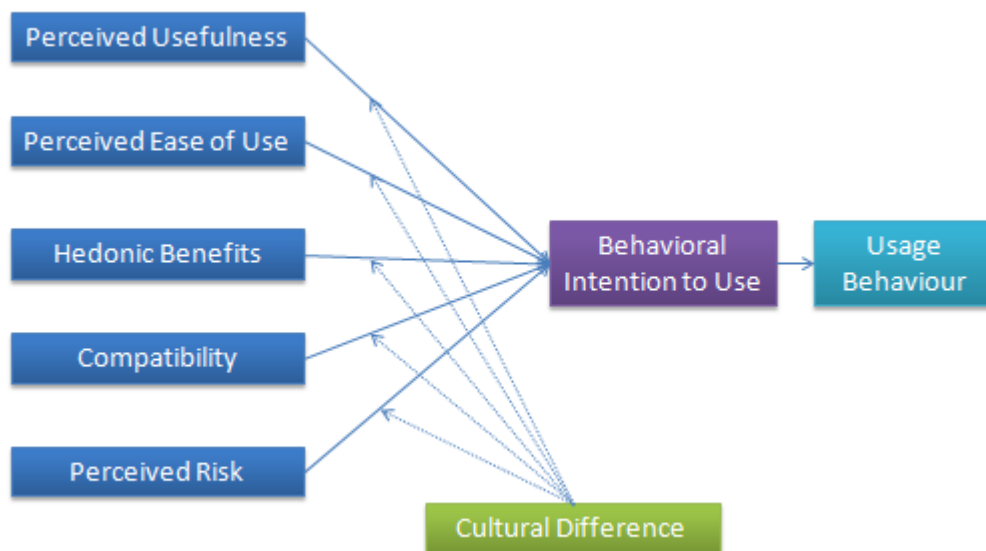 Perceived Usefulness
Perceived Ease of Use
Hedonic Benefits
Compatibility
Perceived Risk
Behavioral
Intention to Use
Usage
Behaviour
Cultural Difference